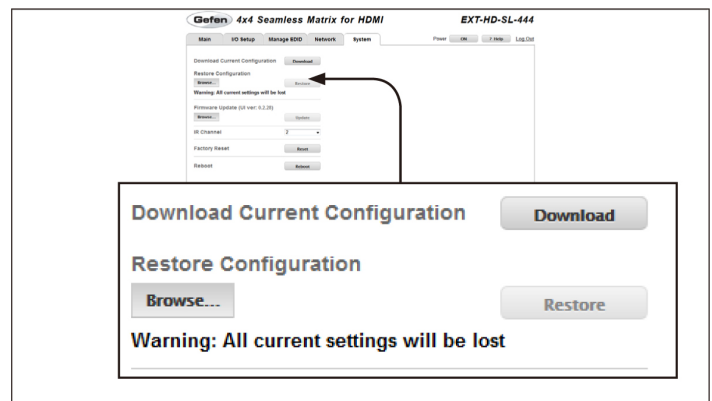 Gefen 4x4 Seamless Matrix for HDMI EXT-HD-SL-444
Main I/O Setup Manage EDID Network System Power ON ? Help Log Out
Download Current Configuration Download
Restore Configuration
Browse... Restore
Warning: All current settings will be lost
Firmware Update (UI ver: 0.2.28)
Browse... Update
IR Channel 2
Factory Reset Reset
Reboot Reboot
Download Current Configuration Download
Restore Configuration
Browse... Restore
Warning: All current settings will be lost